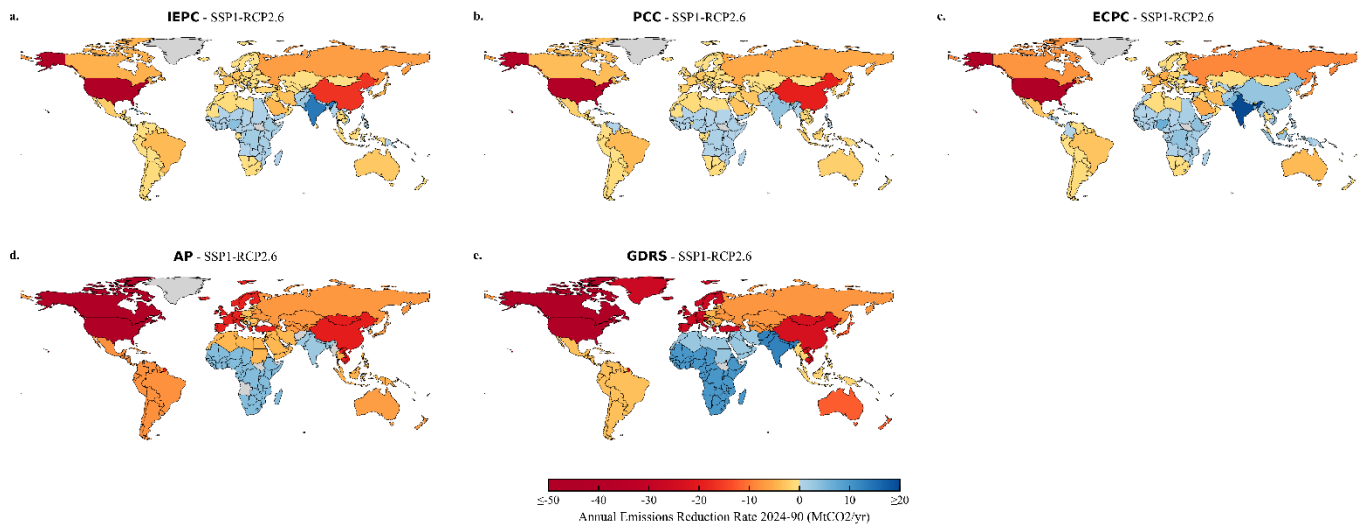 a. IEPC - SSP1-RCP2.6
b. PCC - SSP1-RCP2.6
c. ECPC - SSP1-RCP2.6
d. AP - SSP1-RCP2.6
e. GDRS - SSP1-RCP2.6
≤-50 -40 -30 -20 -10 0 10 ≥20
Annual Emissions Reduction Rate 2024-90 (MtCO2/yr)